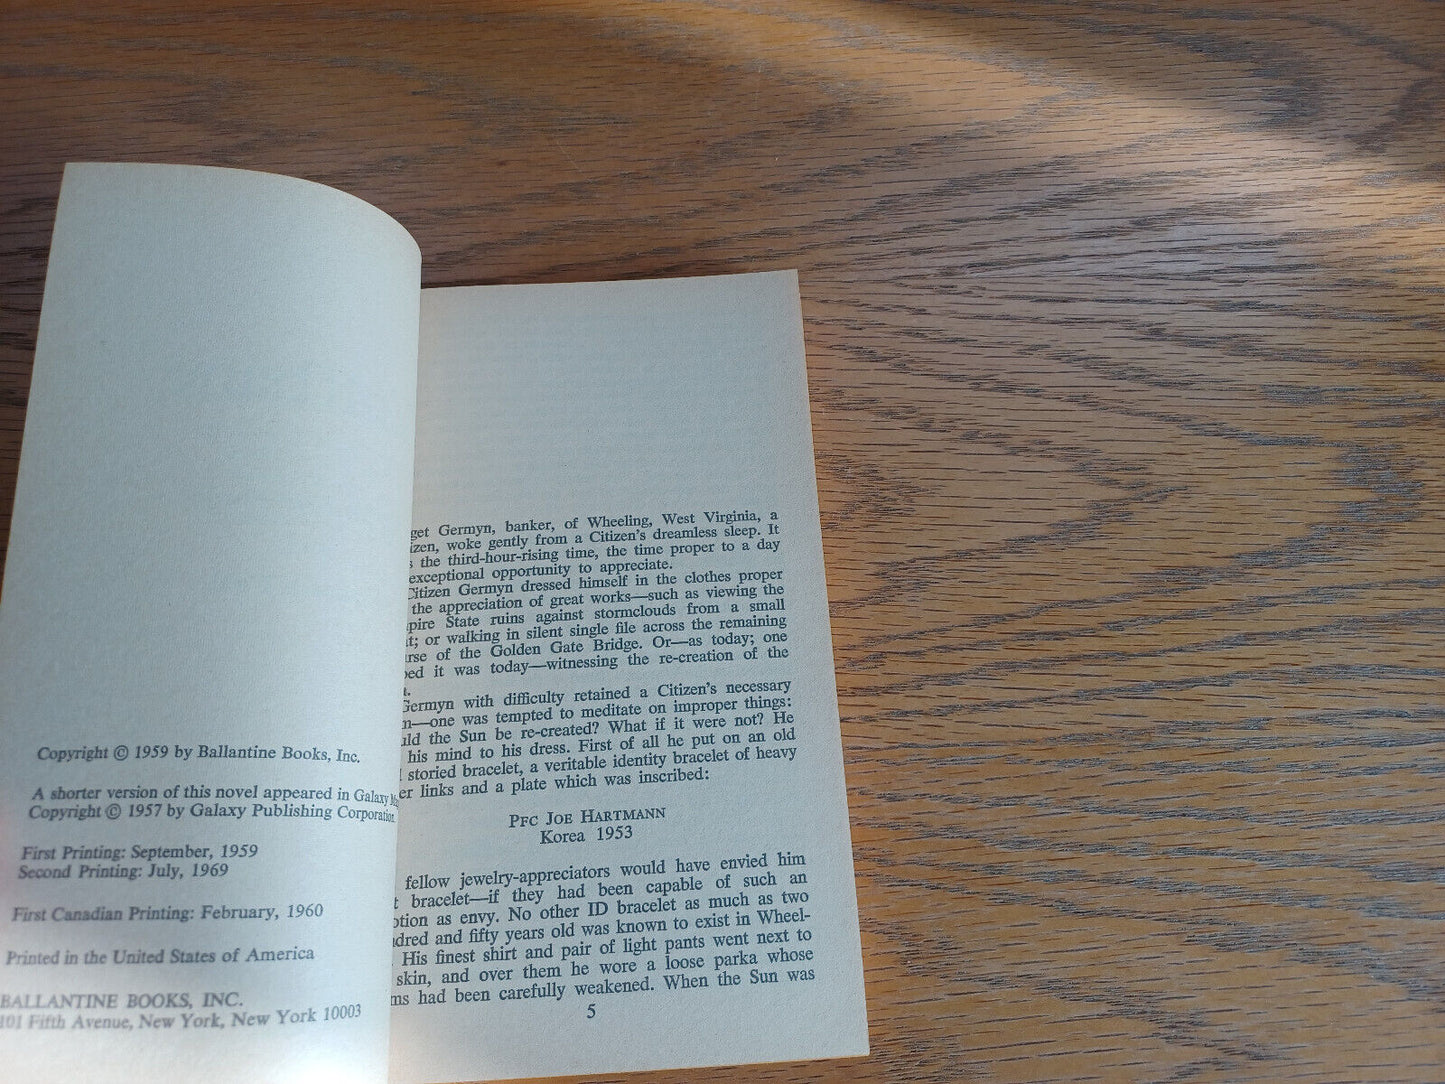 Copyright © 1959 by Ballantine Books, Inc.
A shorter version of this novel appeared in Galaxy
Copyright © 1957 by Galaxy Publishing Corporation.
First Printing: September, 1959
Second Printing: July, 1969
First Canadian Printing: February, 1960
Printed in the United States of America
BALLANTINE BOOKS, INC.
101 Fifth Avenue, New York, New York 10003
get Germyn, banker, of Wheeling, West Virginia, a
izen, woke gently from a Citizen's dreamless sleep. It
s the third-hour-rising time, the time proper to a day
exceptional opportunity to appreciate.
Citizen Germyn dressed himself in the clothes proper
the appreciation of great works—such as viewing the
pire State ruins against stormclouds from a small
t; or walking in silent single file across the remaining
rse of the Golden Gate Bridge. Or—as today; one
ped it was today—witnessing the re-creation of the
Germyn with difficulty retained a Citizen's necessary
m—one was tempted to meditate on improper things:
uld the Sun be re-created? What if it were not? He
his mind to his dress. First of all he put on an old
storied bracelet, a veritable identity bracelet of heavy
er links and a plate which was inscribed:
PFC JOE HARTMANN
Korea 1953
fellow jewelry-appreciators would have envied him
t bracelet—if they had been capable of such an
otion as envy. No other ID bracelet as much as two
ndred and fifty years old was known to exist in Wheel-
His finest shirt and pair of light pants went next to
skin, and over them he wore a loose parka whose
ms had been carefully weakened. When the Sun was
5